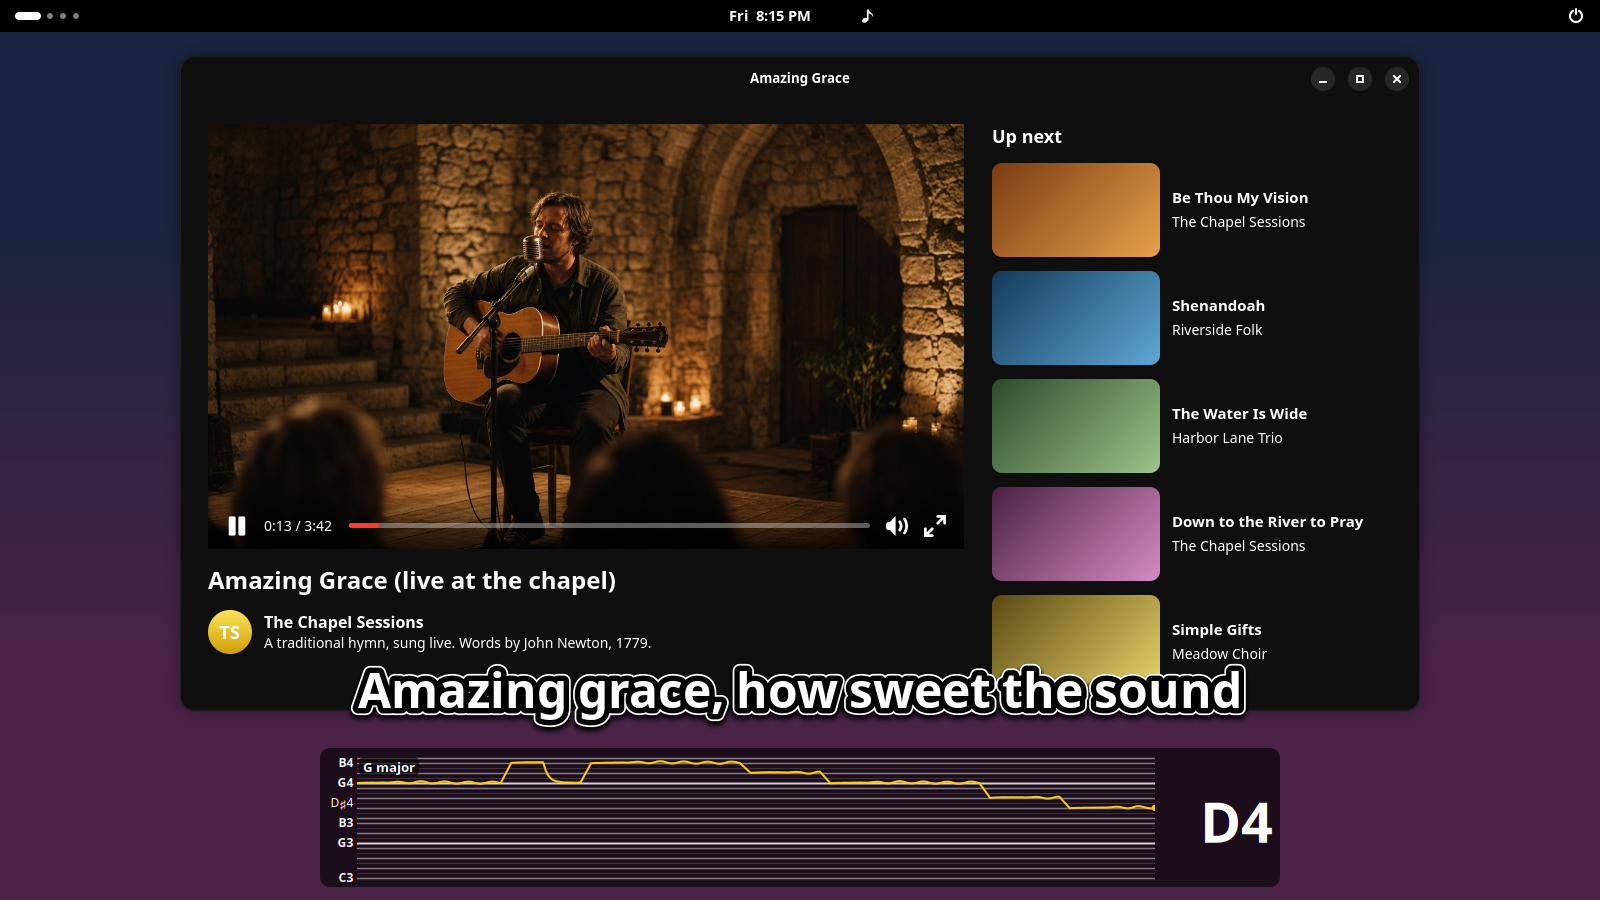 Fri 8:15 PM
Amazing Grace
Up next
Be Thou My Vision
The Chapel Sessions
Shenandoah
Riverside Folk
The Water Is Wide
Harbor Lane Trio
Down to the River to Pray
The Chapel Sessions
Simple Gifts
Meadow Choir
0:13 / 3:42
Amazing Grace (live at the chapel)
TS
The Chapel Sessions
A traditional hymn, sung live. Words by John Newton, 1779.
Amazing grace, how sweet the sound
G major
B4
G4
D♯4
B3
G3
C3
D4